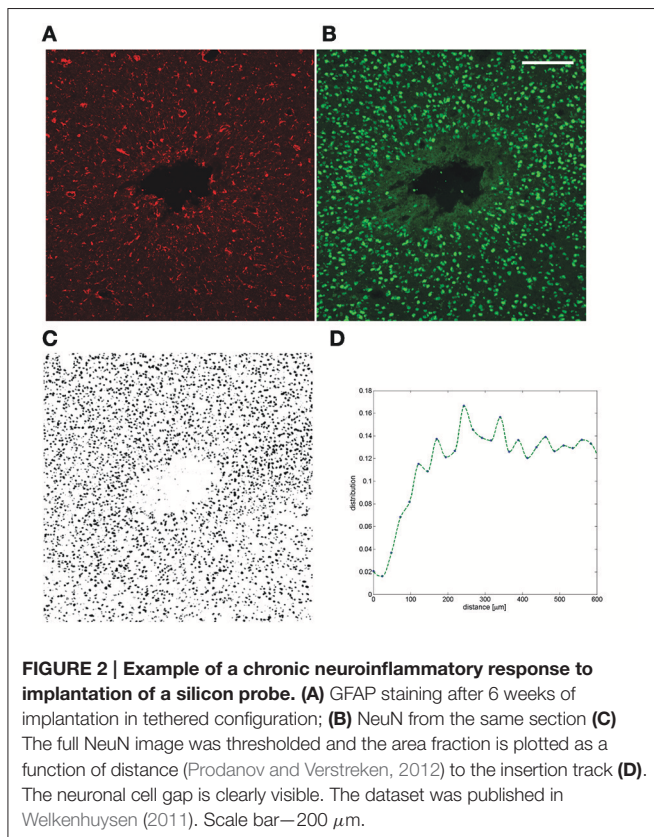 A
B
C
D
0.18
0.16
0.14
0.12
0.1
0.08
0.06
0.04
0.02
0
distribution
0
100
200
300
400
500
600
distance [μm]
FIGURE 2 | Example of a chronic neuroinflammatory response to
implantation of a silicon probe. (A) GFAP staining after 6 weeks of
implantation in tethered configuration; (B) NeuN from the same section (C)
The full NeuN image was thresholded and the area fraction is plotted as a
function of distance (Prodanov and Verstreken, 2012) to the insertion track (D).
The neuronal cell gap is clearly visible. The dataset was published in
Welkenhuysen (2011). Scale bar—200 μm.